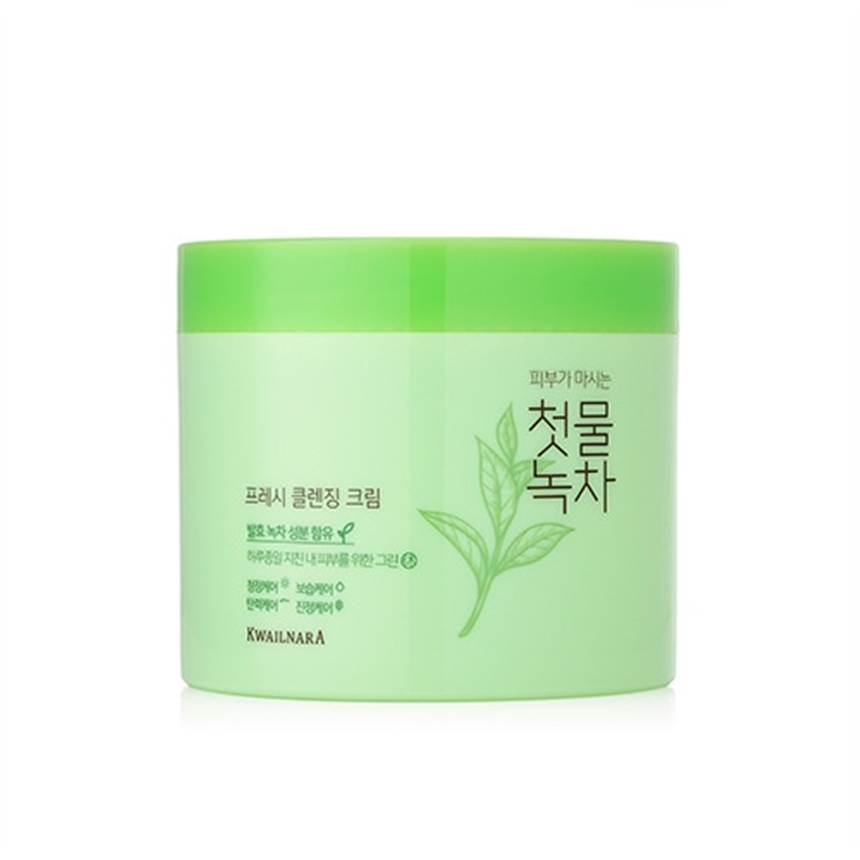 피부가 마시는
첫물
녹차
프레시 클렌징 크림
발효 녹차 성분 함유
하루종일 지친 내 피부를 위한 그린
청정케어 보습케어
탄력케어 진정케어
KWAILNARA